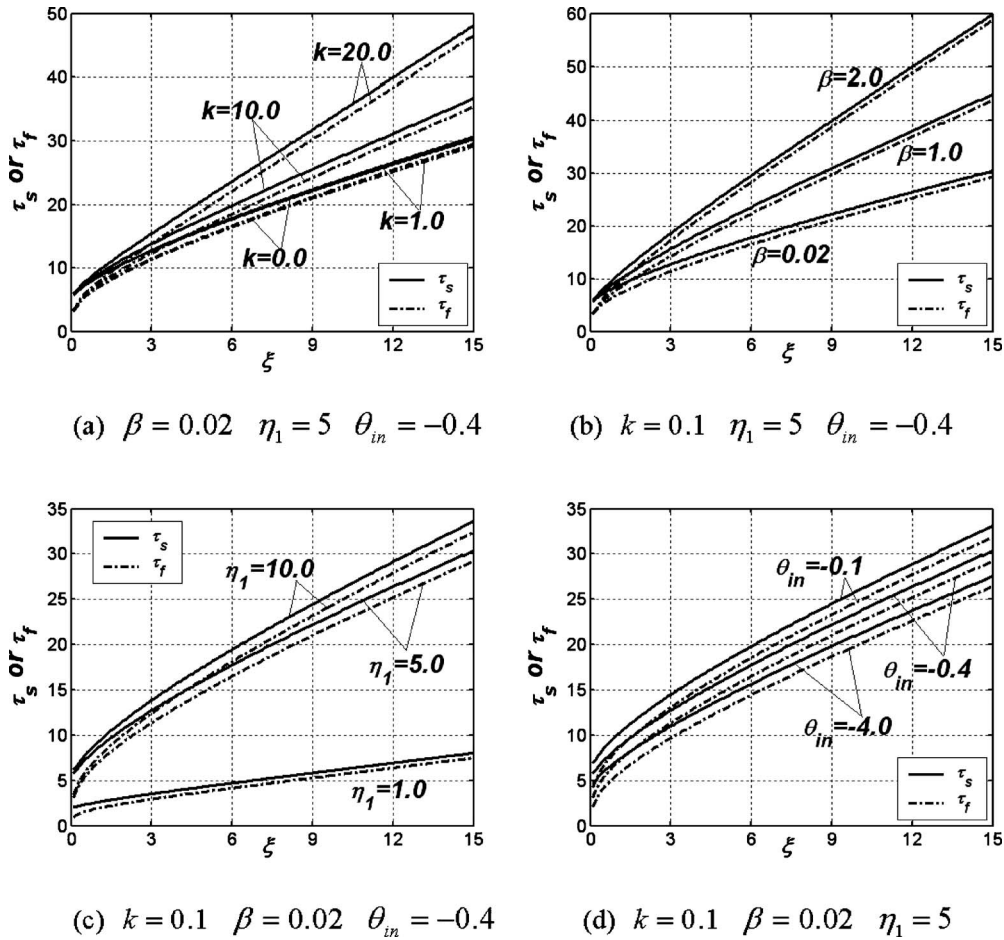 50
40
30
20
10
0
τs or τf
k=20.0
k=10.0
k=1.0
k=0.0
τs
τf
0 3 6 9 12 15
ξ
(a) β = 0.02 η1 = 5 θin = −0.4
60
50
40
30
20
10
0
τs or τf
β=2.0
β=1.0
β=0.02
τs
τf
0 3 6 9 12 15
ξ
(b) k = 0.1 η1 = 5 θin = −0.4
35
30
25
20
15
10
5
0
τs or τf
τs
τf
η1=10.0
η1=5.0
η1=1.0
0 3 6 9 12 15
ξ
(c) k = 0.1 β = 0.02 θin = −0.4
35
30
25
20
15
10
5
0
τs or τf
θin=-0.1
θin=-0.4
θin=-4.0
τs
τf
0 3 6 9 12 15
ξ
(d) k = 0.1 β = 0.02 η1 = 5